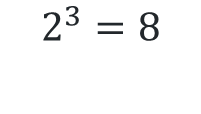 2³ = 8